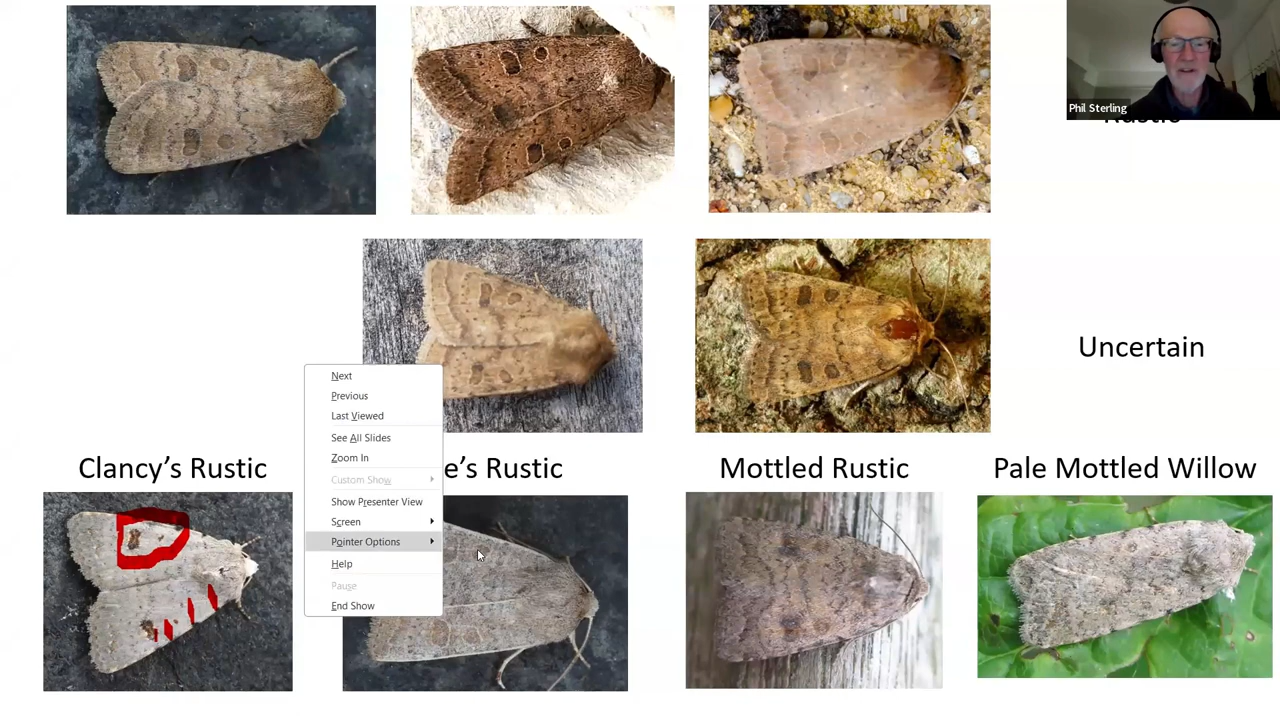 Phil Sterling
Rustic
Uncertain
Next
Previous
Last Viewed
See All Slides
Zoom In
Custom Show
Show Presenter View
Screen
Pointer Options
Help
Pause
End Show
Clancy's Rustic
e's Rustic
Mottled Rustic
Pale Mottled Willow